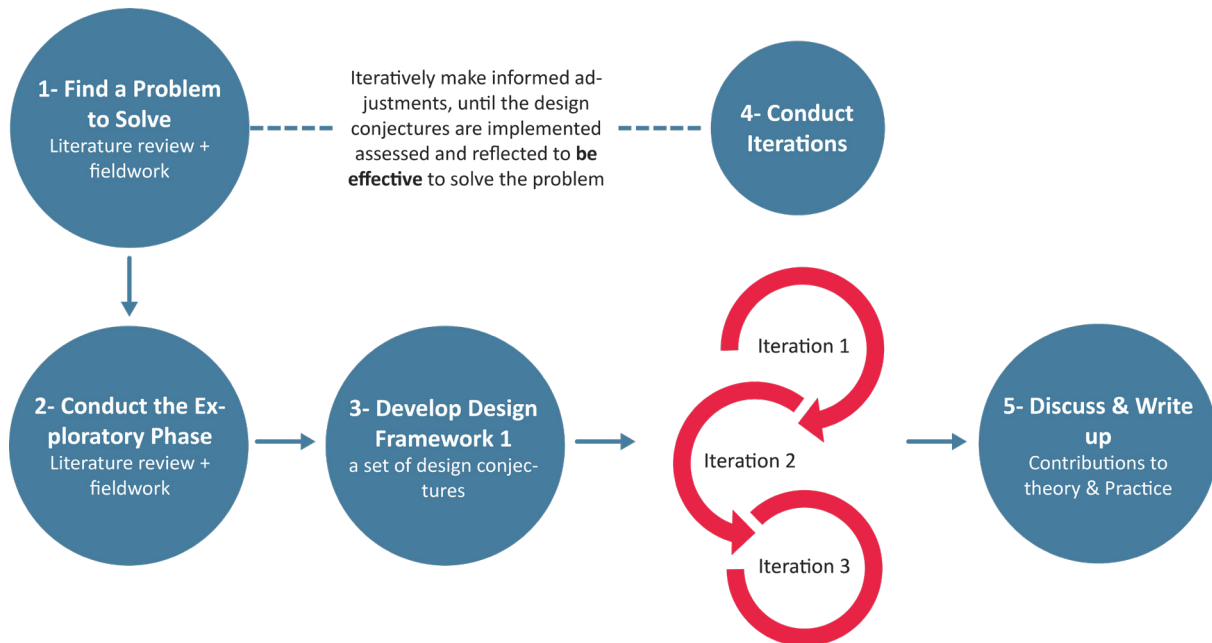 1- Find a Problem
to Solve
Literature review +
fieldwork
Iteratively make informed ad-
justments, until the design
conjectures are implemented
assessed and reflected to be
effective to solve the problem
4- Conduct
Iterations
2- Conduct the Ex-
ploratory Phase
Literature review +
fieldwork
3- Develop Design
Framework 1
a set of design conjec-
tures
Iteration 1
Iteration 2
Iteration 3
5- Discuss & Write
up
Contributions to
theory & Practice